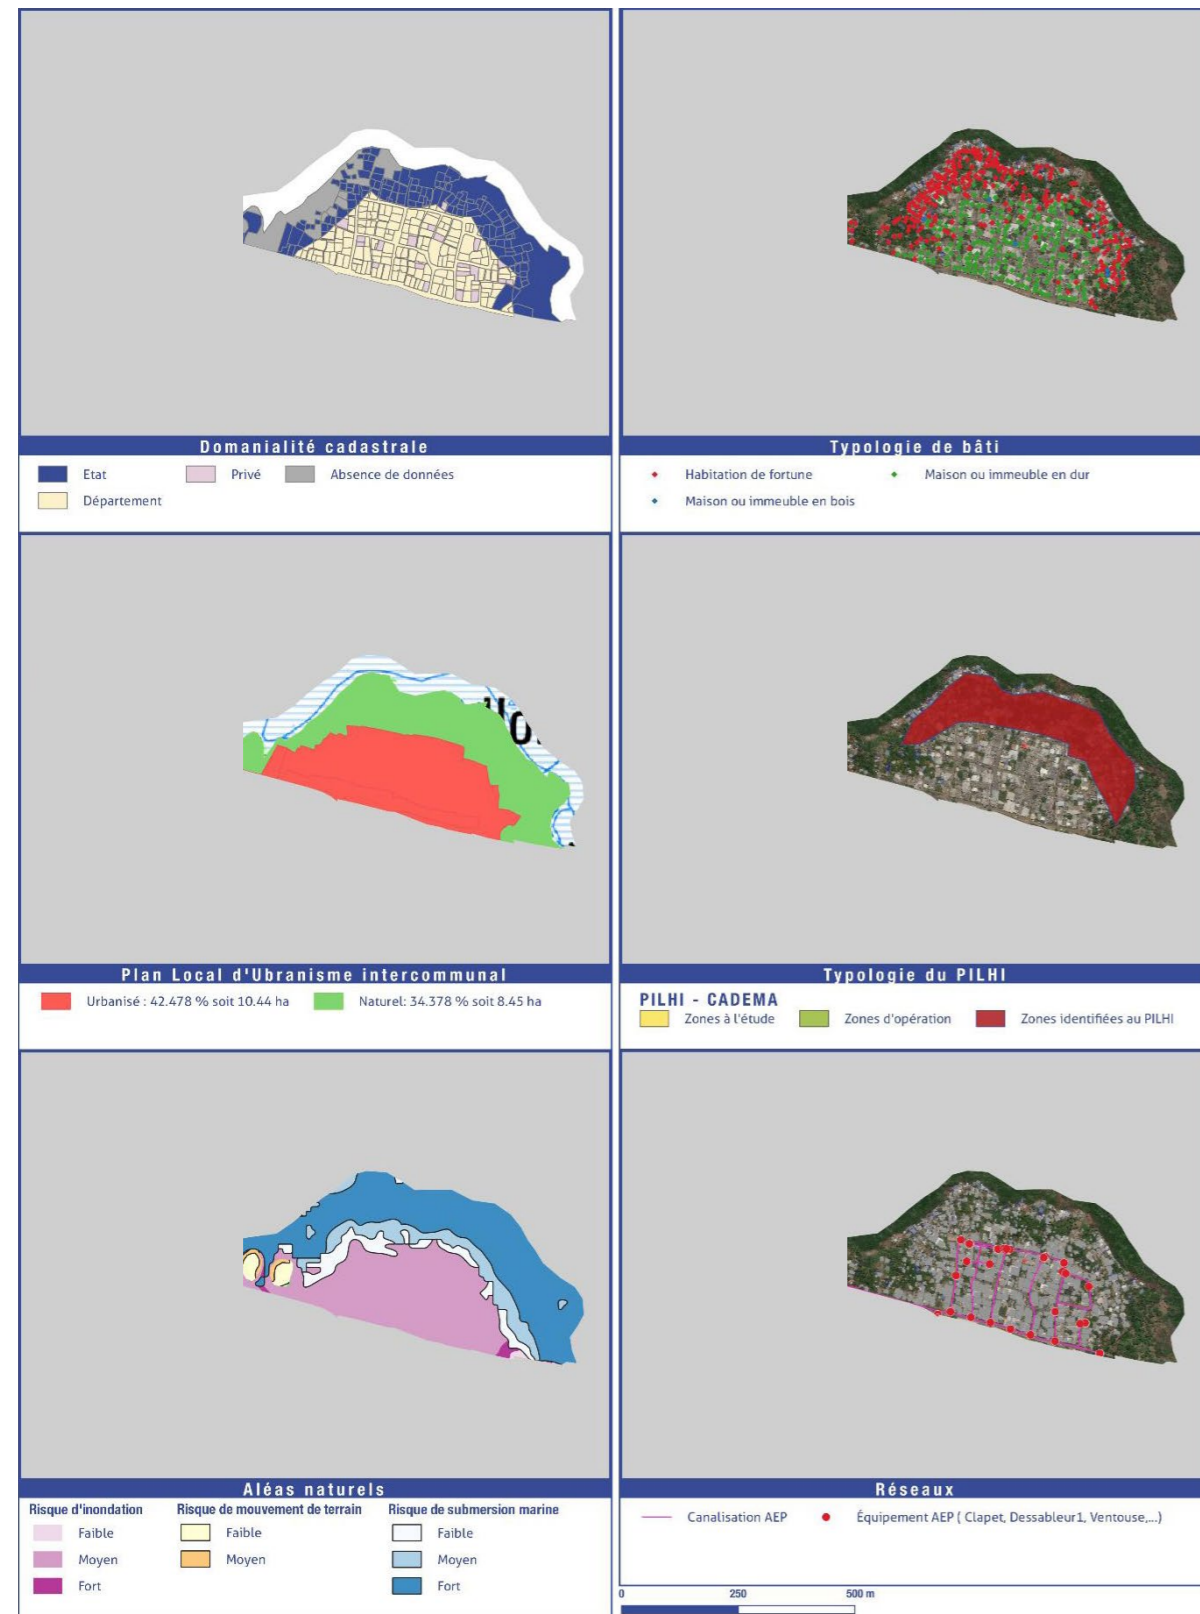 Domanialité cadastrale
Etat
Privé
Absence de données
Département
Typologie de bâti
Habitation de fortune
Maison ou immeuble en dur
Maison ou immeuble en bois
Plan Local d'Ubranisme intercommunal
Urbanisé : 42.478 % soit 10.44 ha
Naturel: 34.378 % soit 8.45 ha
Typologie du PILHI
PILHI - CADEMA
Zones à l'étude
Zones d'opération
Zones identifiées au PILHI
Aléas naturels
Risque d'inondation
Risque de mouvement de terrain
Risque de submersion marine
Faible
Faible
Faible
Moyen
Moyen
Moyen
Fort
Fort
Réseaux
Canalisation AEP
Équipement AEP ( Clapet, Dessableur1, Ventouse,...)
0 250 500 m